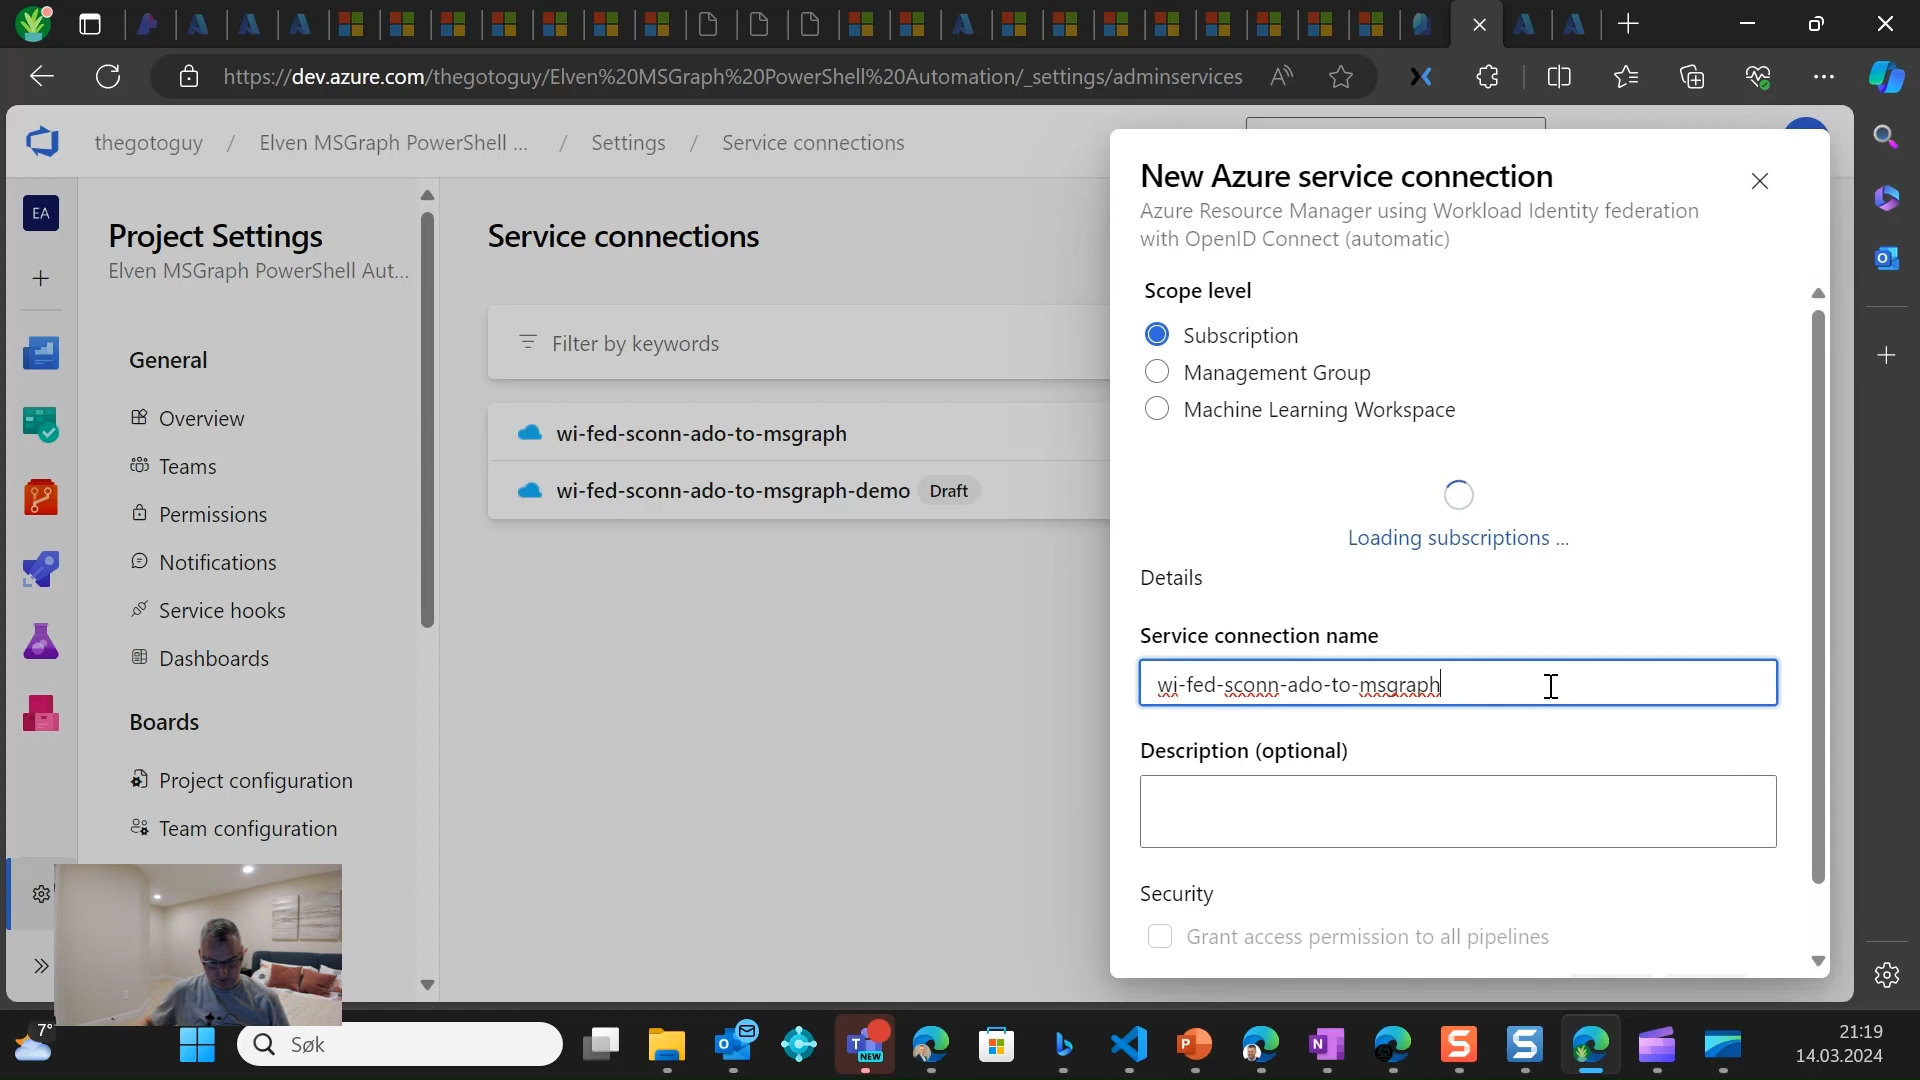 https://dev.azure.com/thegotoguy/Elven%20MSGraph%20PowerShell%20Automation/_settings/adminservices
thegotoguy / Elven MSGraph PowerShell ... / Settings / Service connections
EA
Project Settings
Elven MSGraph PowerShell Aut...
General
Overview
Teams
Permissions
Notifications
Service hooks
Dashboards
Boards
Project configuration
Team configuration
Service connections
Filter by keywords
wi-fed-sconn-ado-to-msgraph
wi-fed-sconn-ado-to-msgraph-demo Draft
New Azure service connection
Azure Resource Manager using Workload Identity federation
with OpenID Connect (automatic)
Scope level
Subscription
Management Group
Machine Learning Workspace
Loading subscriptions ...
Details
Service connection name
wi-fed-sconn-ado-to-msgraph
Description (optional)
Security
Grant access permission to all pipelines
7°
Søk
NEW
21:19
14.03.2024